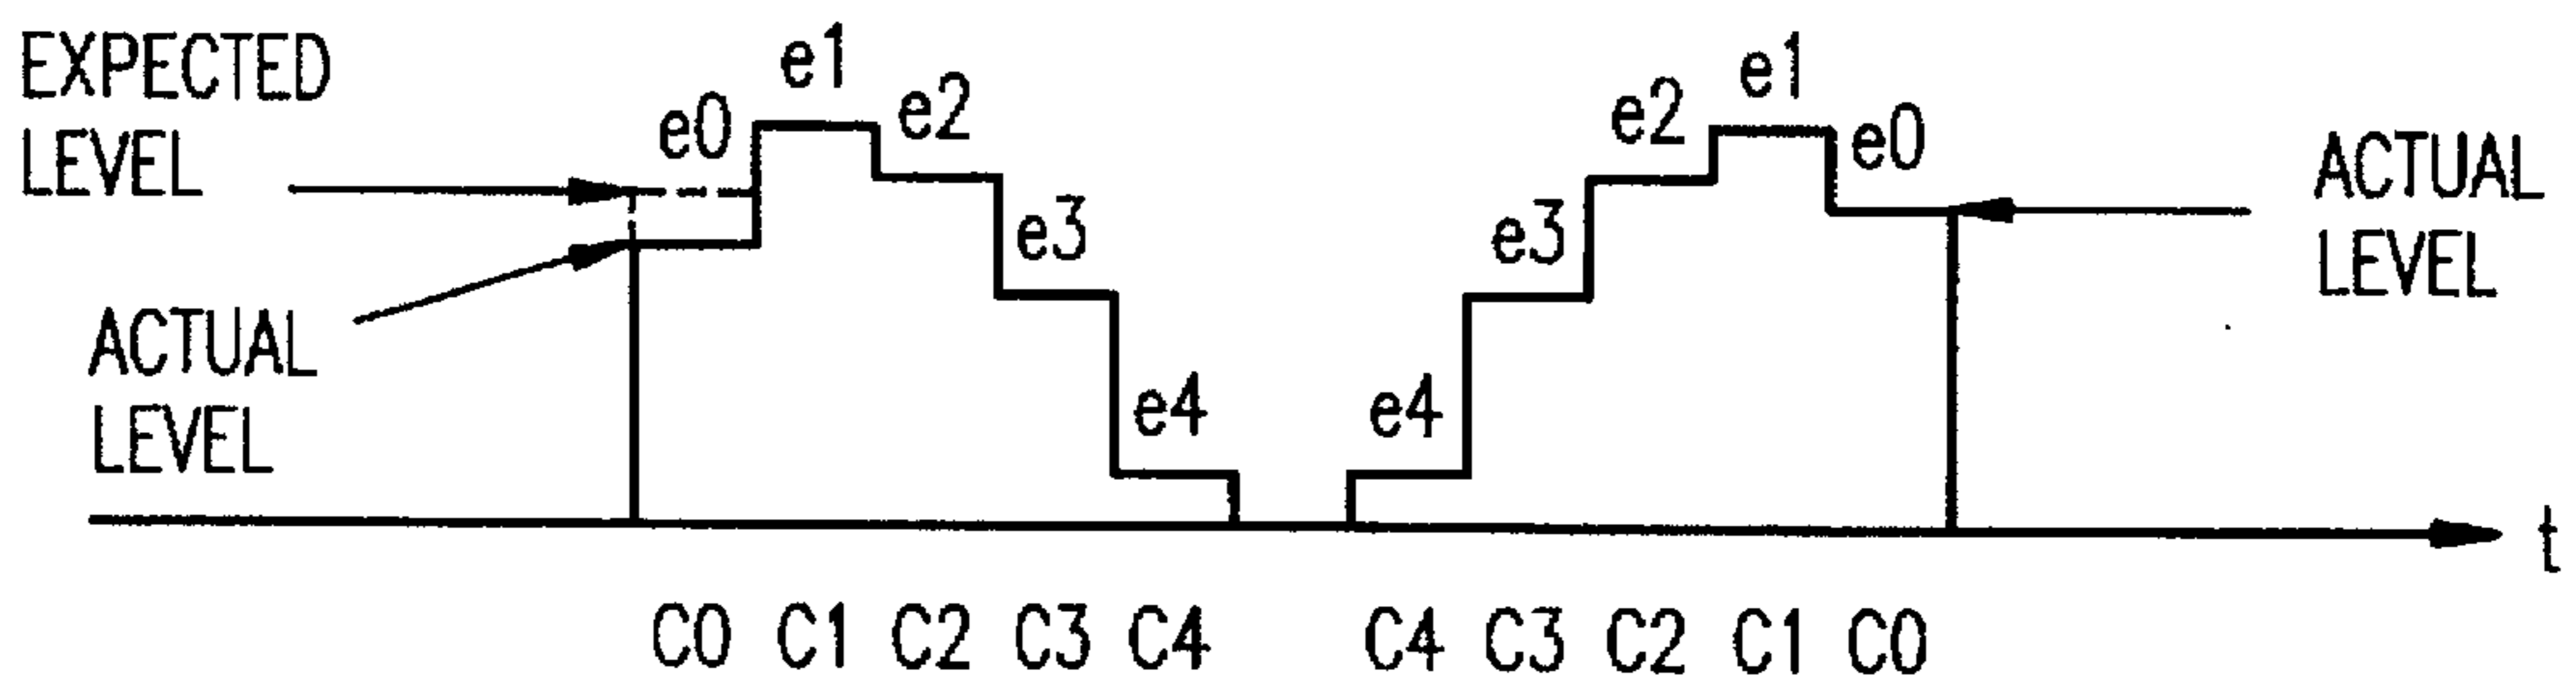 EXPECTED
LEVEL
ACTUAL
LEVEL
e0
e1
e2
e3
e4
e4
e3
e2
e1
e0
ACTUAL
LEVEL
t
C0 C1 C2 C3 C4 C4 C3 C2 C1 C0